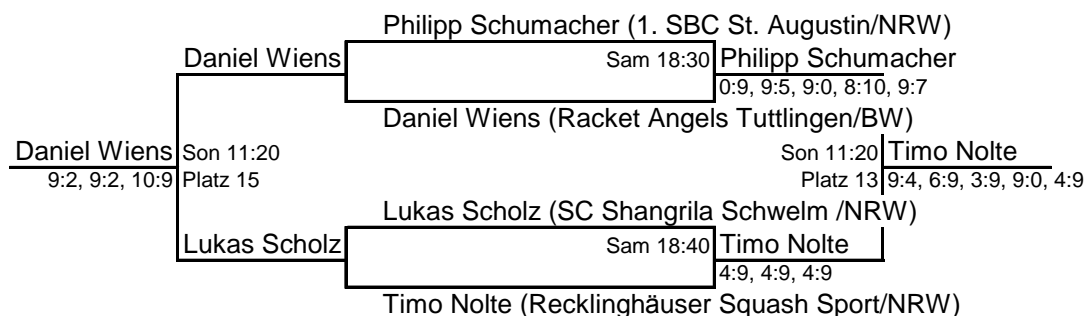 Philipp Schumacher (1. SBC St. Augustin/NRW)
Daniel Wiens Sam 18:30 Philipp Schumacher
0:9, 9:5, 9:0, 8:10, 9:7
Daniel Wiens (Racket Angels Tuttlingen/BW)
Daniel Wiens Son 11:20 Son 11:20 Timo Nolte
9:2, 9:2, 10:9 Platz 15 Platz 13 9:4, 6:9, 3:9, 9:0, 4:9
Lukas Scholz (SC Shangrila Schwelm /NRW)
Lukas Scholz Sam 18:40 Timo Nolte
4:9, 4:9, 4:9
Timo Nolte (Recklinghäuser Squash Sport/NRW)